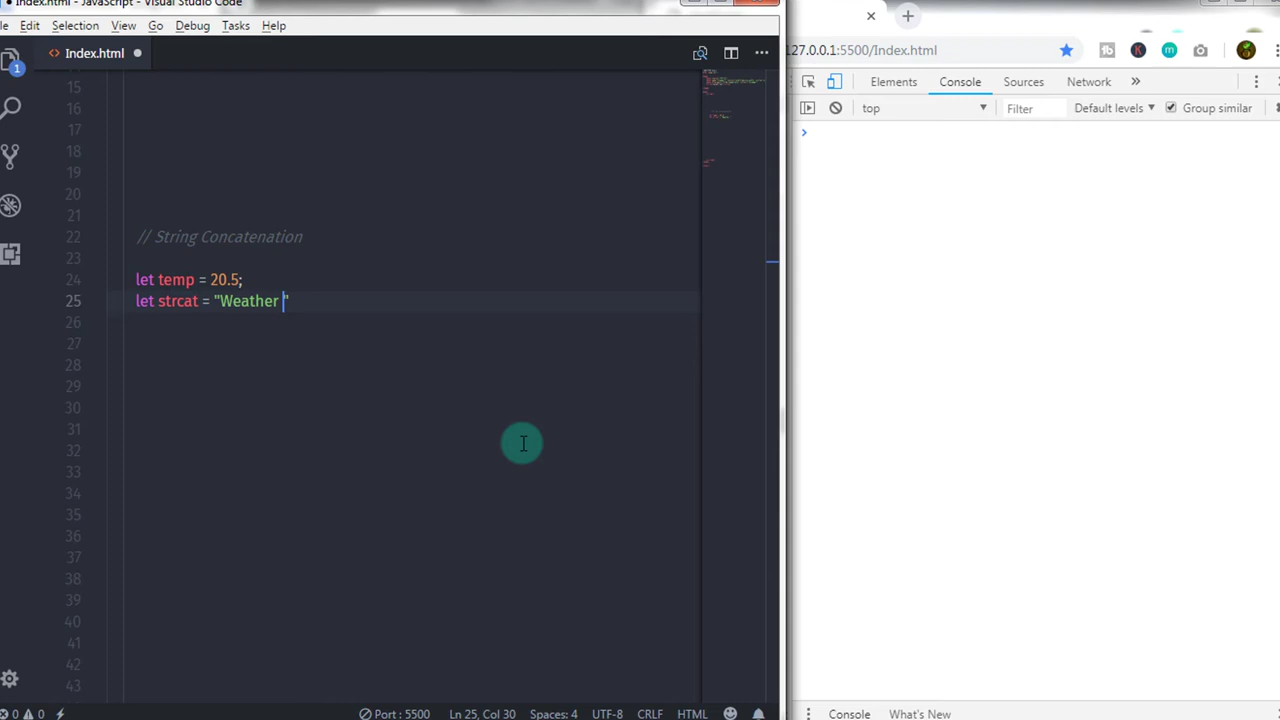 Index.html - JavaScript - Visual Studio Code
Edit Selection View Go Debug Tasks Help
Index.html
15
16
17
18
19
20
21
22 // String Concatenation
23
24 let temp = 20.5;
25 let strcat = "Weather "
26
27
28
29
30
31
32
33
34
35
36
37
38
39
40
41
42
43
1
0 0 Port : 5500 Ln 25, Col 30 Spaces: 4 UTF-8 CRLF HTML
127.0.0.1:5500/Index.html
Elements Console Sources Network »
top Filter Default levels Group similar
Console What's New